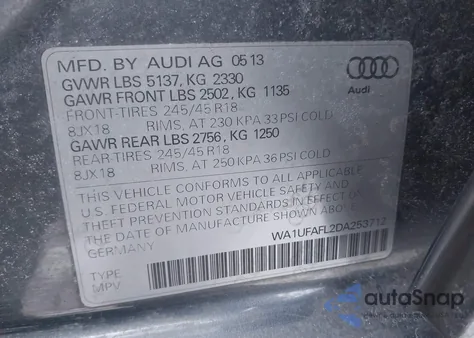 MFD. BY AUDI AG 05 13
GVWR LBS 5137, KG 2330
GAWR FRONT LBS 2502, KG 1135
FRONT-TIRES 245/45 R18
8JX18 RIMS, AT 230 KPA 33 PSI COLD
GAWR REAR LBS 2756, KG 1250
REAR-TIRES 245/45 R18
8JX18 RIMS, AT 250 KPA 36 PSI COLD
THIS VEHICLE CONFORMS TO ALL APPLICABLE
U.S. FEDERAL MOTOR VEHICLE SAFETY AND
THEFT PREVENTION STANDARDS IN EFFECT ON
THE DATE OF MANUFACTURE SHOWN ABOVE.
GERMANY
WA1UFAFL2DA253712
TYPE
MPV
Audi
autoSnap